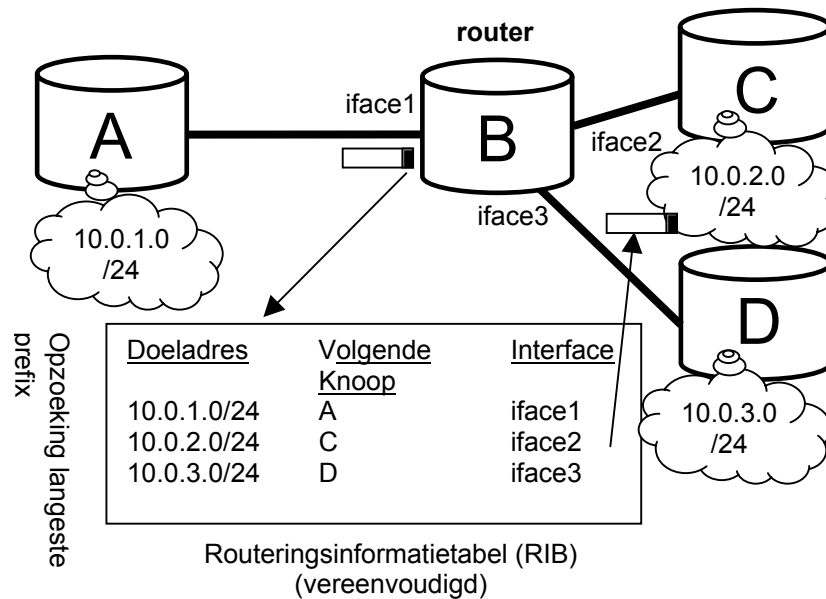 router
A
iface1
B
iface2
C
iface3
10.0.1.0
/24
10.0.2.0
/24
D
10.0.3.0
/24
Opzoeking langeste
prefix
Doeladres Volgende Interface
Knoop
10.0.1.0/24 A iface1
10.0.2.0/24 C iface2
10.0.3.0/24 D iface3
Routeringsinformatietabel (RIB)
(vereenvoudigd)